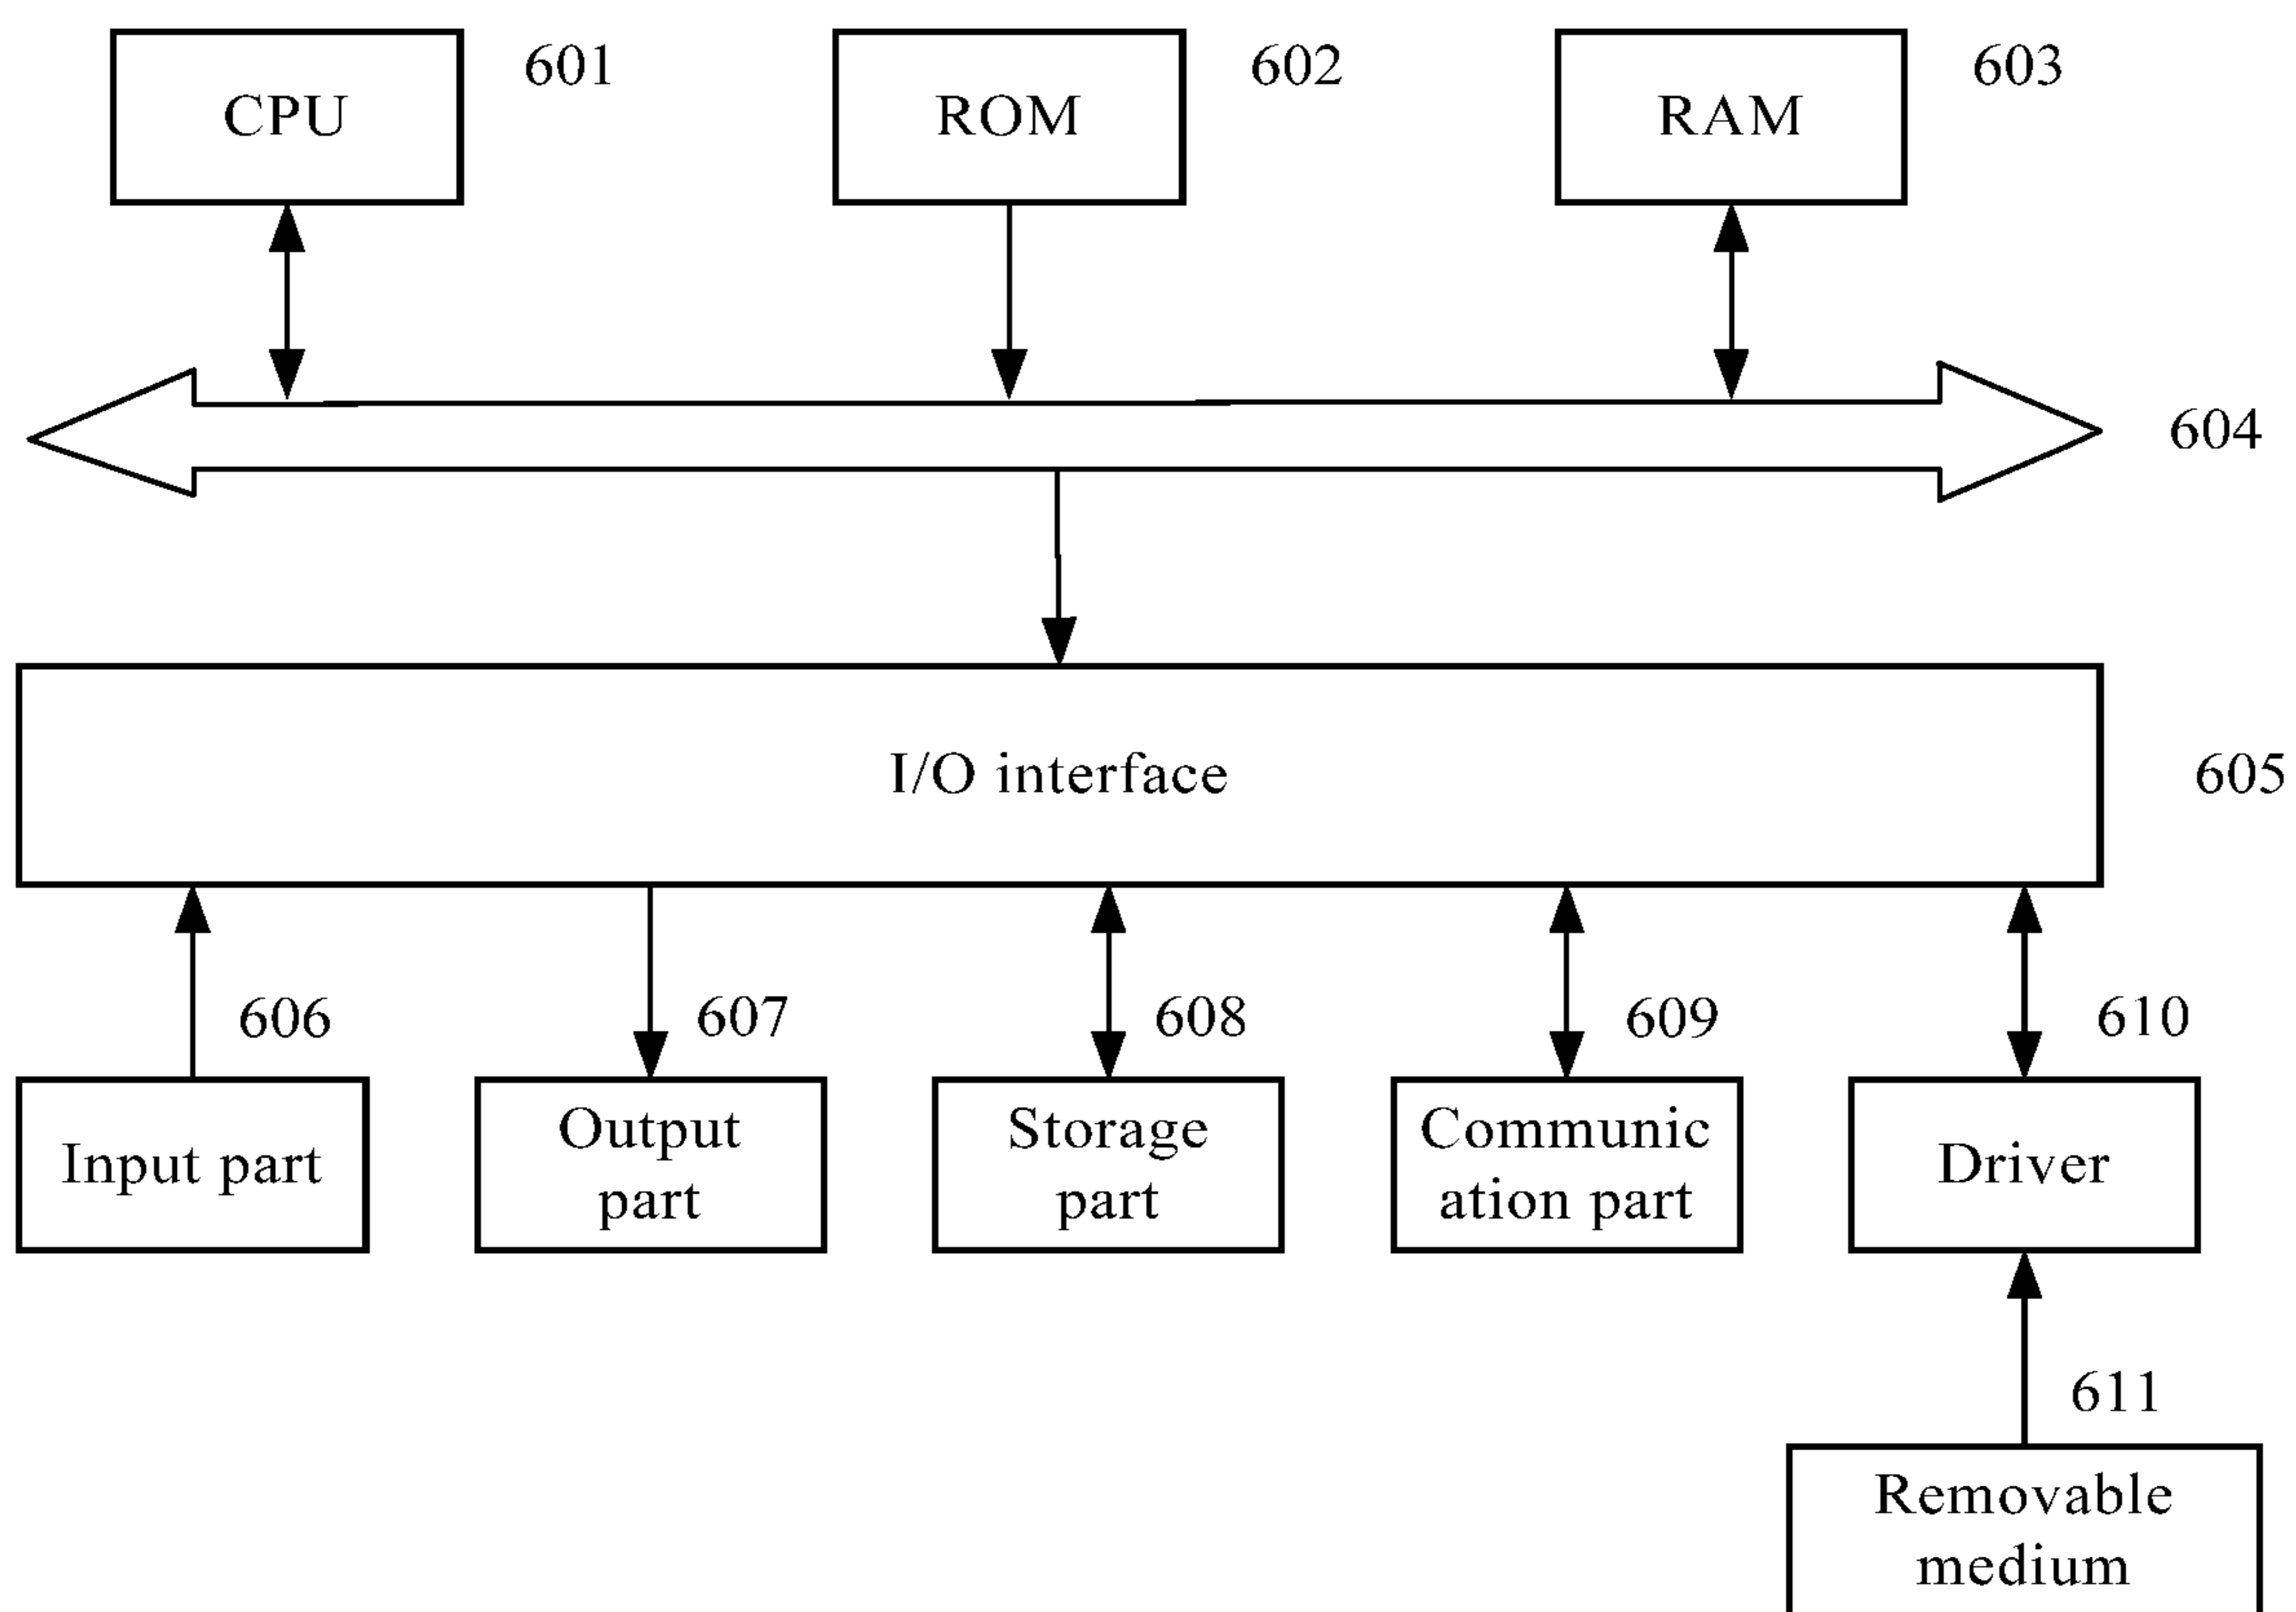 CPU
601
ROM
602
RAM
603
604
I/O interface
605
606
607
608
609
610
Input part
Output
part
Storage
part
Communic
ation part
Driver
611
Removable
medium